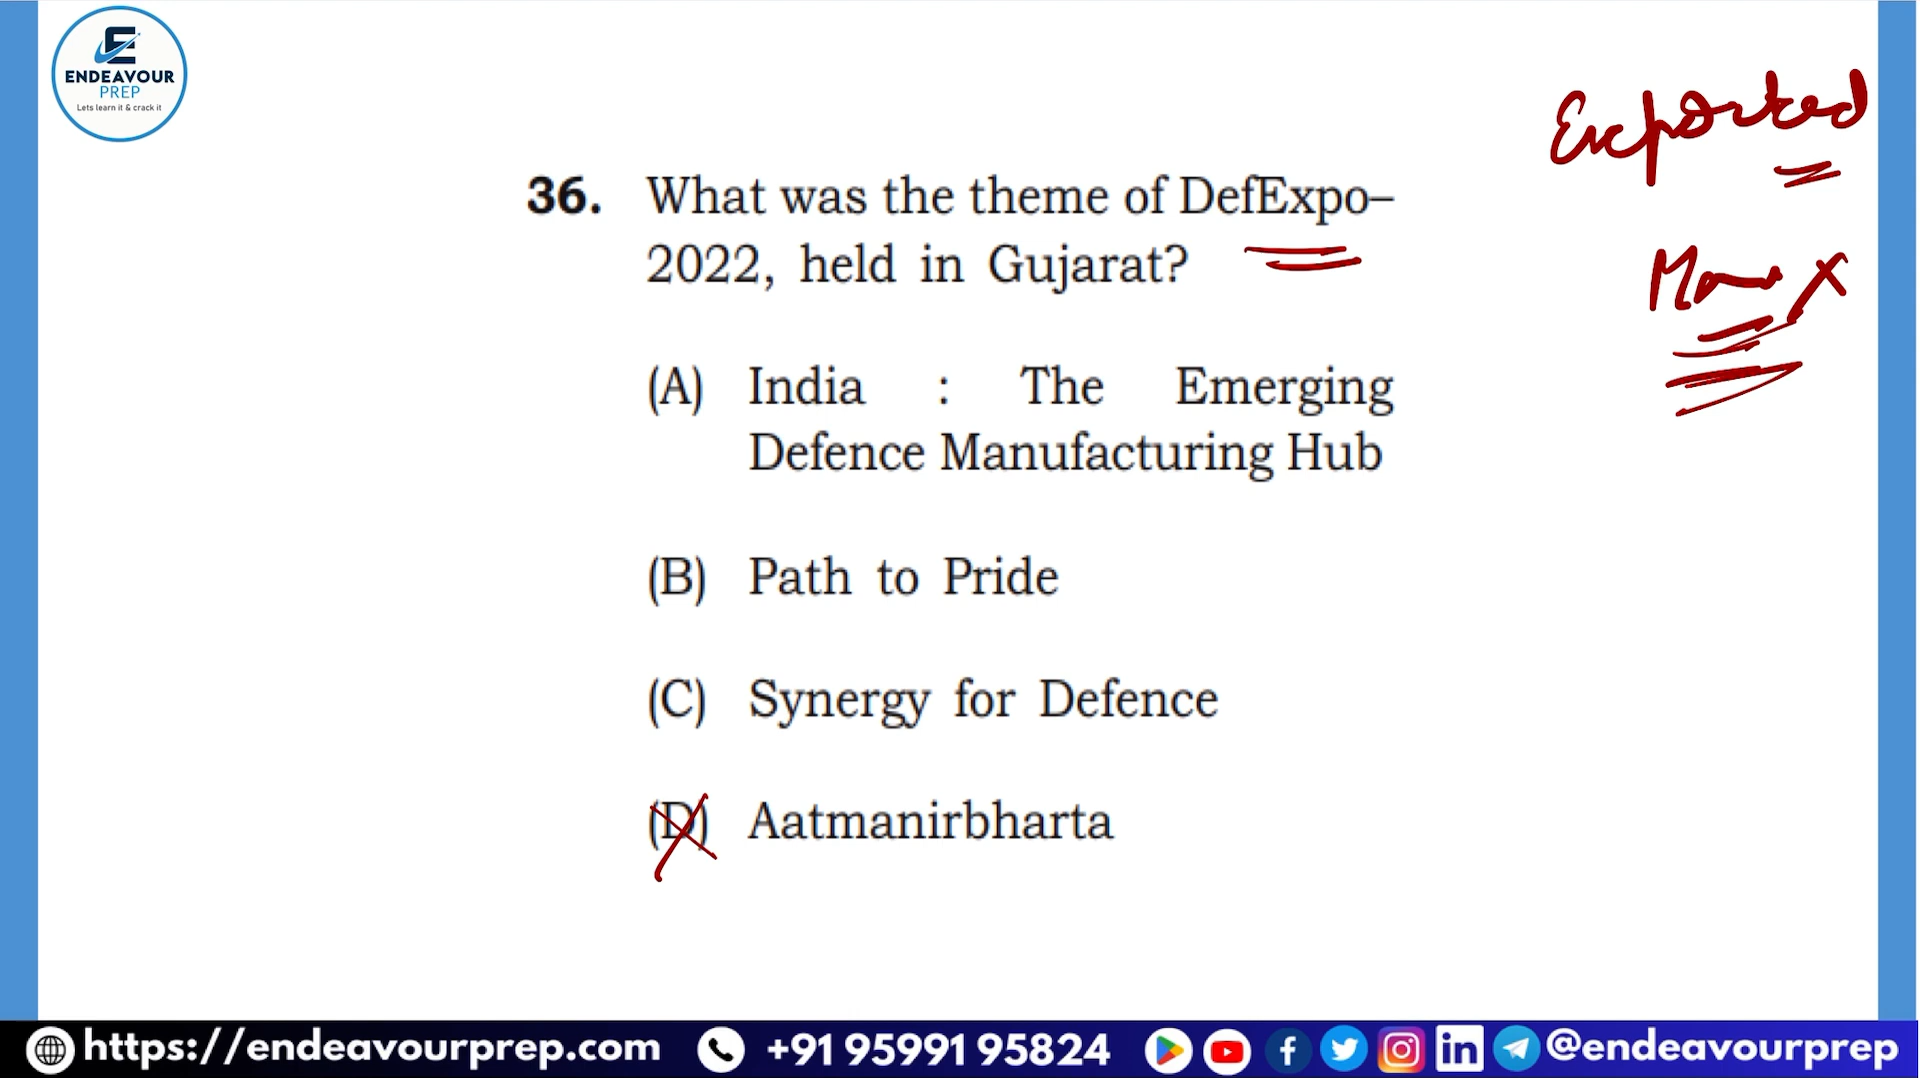 ENDEAVOUR
PREP
Lets learn it & crack it
Exported
36. What was the theme of DefExpo–
2022, held in Gujarat?
(A) India : The Emerging
Defence Manufacturing Hub
(B) Path to Pride
(C) Synergy for Defence
(D) Aatmanirbharta
https://endeavourprep.com +91 95991 95824 @endeavourprep